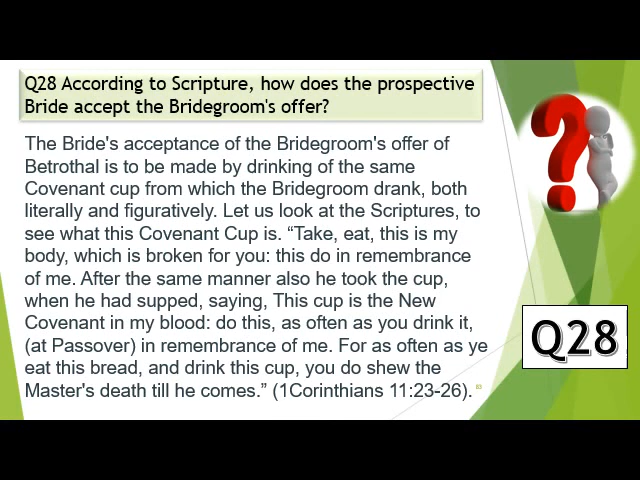 Q28 According to Scripture, how does the prospective
Bride accept the Bridegroom's offer?
The Bride's acceptance of the Bridegroom's offer of
Betrothal is to be made by drinking of the same
Covenant cup from which the Bridegroom drank, both
literally and figuratively. Let us look at the Scriptures, to
see what this Covenant Cup is. “Take, eat, this is my
body, which is broken for you: this do in remembrance
of me. After the same manner also he took the cup,
when he had supped, saying, This cup is the New
Covenant in my blood: do this, as often as you drink it,
(at Passover) in remembrance of me. For as often as ye
eat this bread, and drink this cup, you do shew the
Master's death till he comes.” (1Corinthians 11:23-26).
Q28